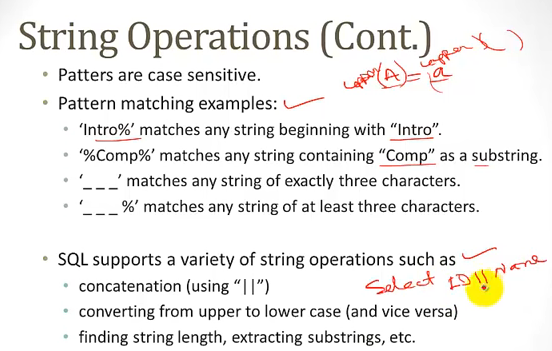 String Operations (Cont.)
upper(A) = upper(a)
• Patters are case sensitive.
• Pattern matching examples:
• ‘Intro%’ matches any string beginning with “Intro”.
• ‘%Comp%’ matches any string containing “Comp” as a substring.
• ‘_ _ _’ matches any string of exactly three characters.
• ‘_ _ _ %’ matches any string of at least three characters.
• SQL supports a variety of string operations such as
• concatenation (using “||”)
Select ID || Name
• converting from upper to lower case (and vice versa)
• finding string length, extracting substrings, etc.